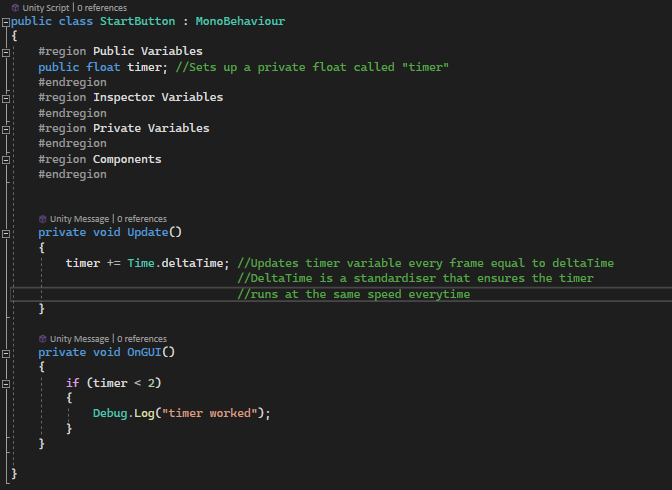 Unity Script | 0 references
public class StartButton : MonoBehaviour
{
#region Public Variables
public float timer; //Sets up a private float called "timer"
#endregion
#region Inspector Variables
#endregion
#region Private Variables
#endregion
#region Components
#endregion
Unity Message | 0 references
private void Update()
{
timer += Time.deltaTime; //Updates timer variable every frame equal to deltaTime
//DeltaTime is a standardiser that ensures the timer
//runs at the same speed everytime
}
Unity Message | 0 references
private void OnGUI()
{
if (timer < 2)
{
Debug.Log("timer worked");
}
}
}